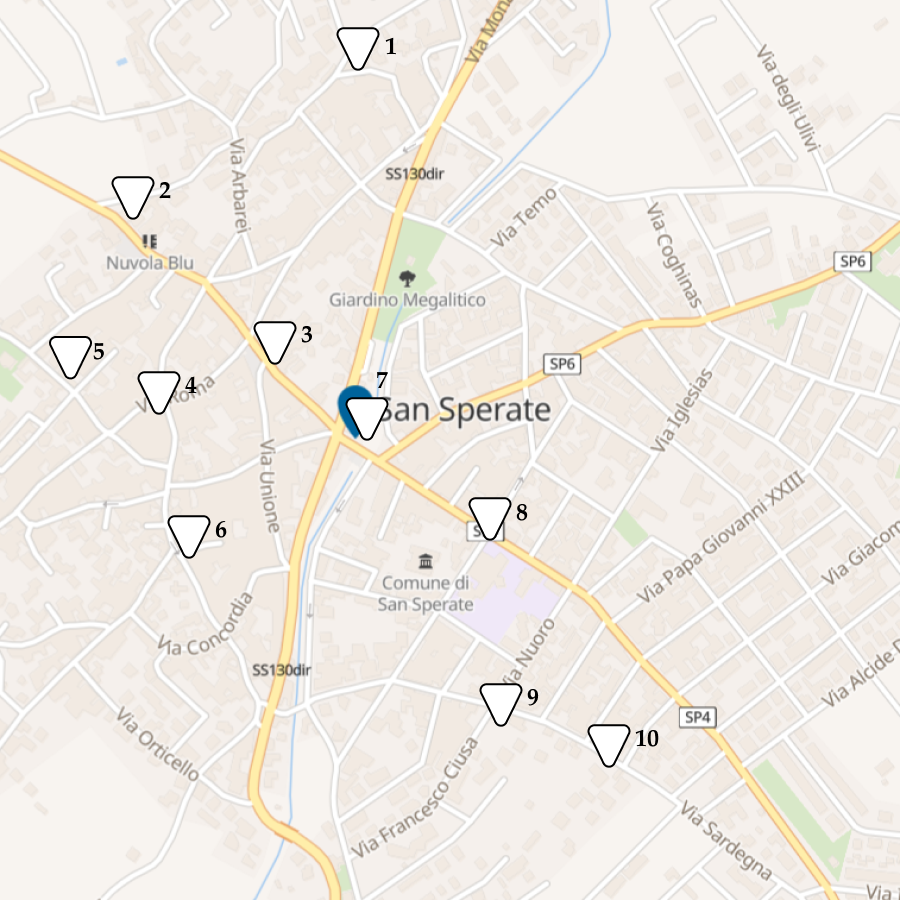 1
Via Mona
Via degli Ulivi
Via Arbarei
SS130dir
2
Via Temo
Via Coghinas
Nuvola Blu
SP6
Giardino Megalitico
3
5
SP6
4
Roma
7
San Sperate
Via Iglesias
Via Unione
8
6
Via Papa Giovanni XXIII
Via Giacom
Comune di
San Sperate
Via Concordia
Via Nuoro
SS130dir
Via Alcide D
9
SP4
10
Via Orticello
Via Francesco Ciusa
Via Sardegna
Via